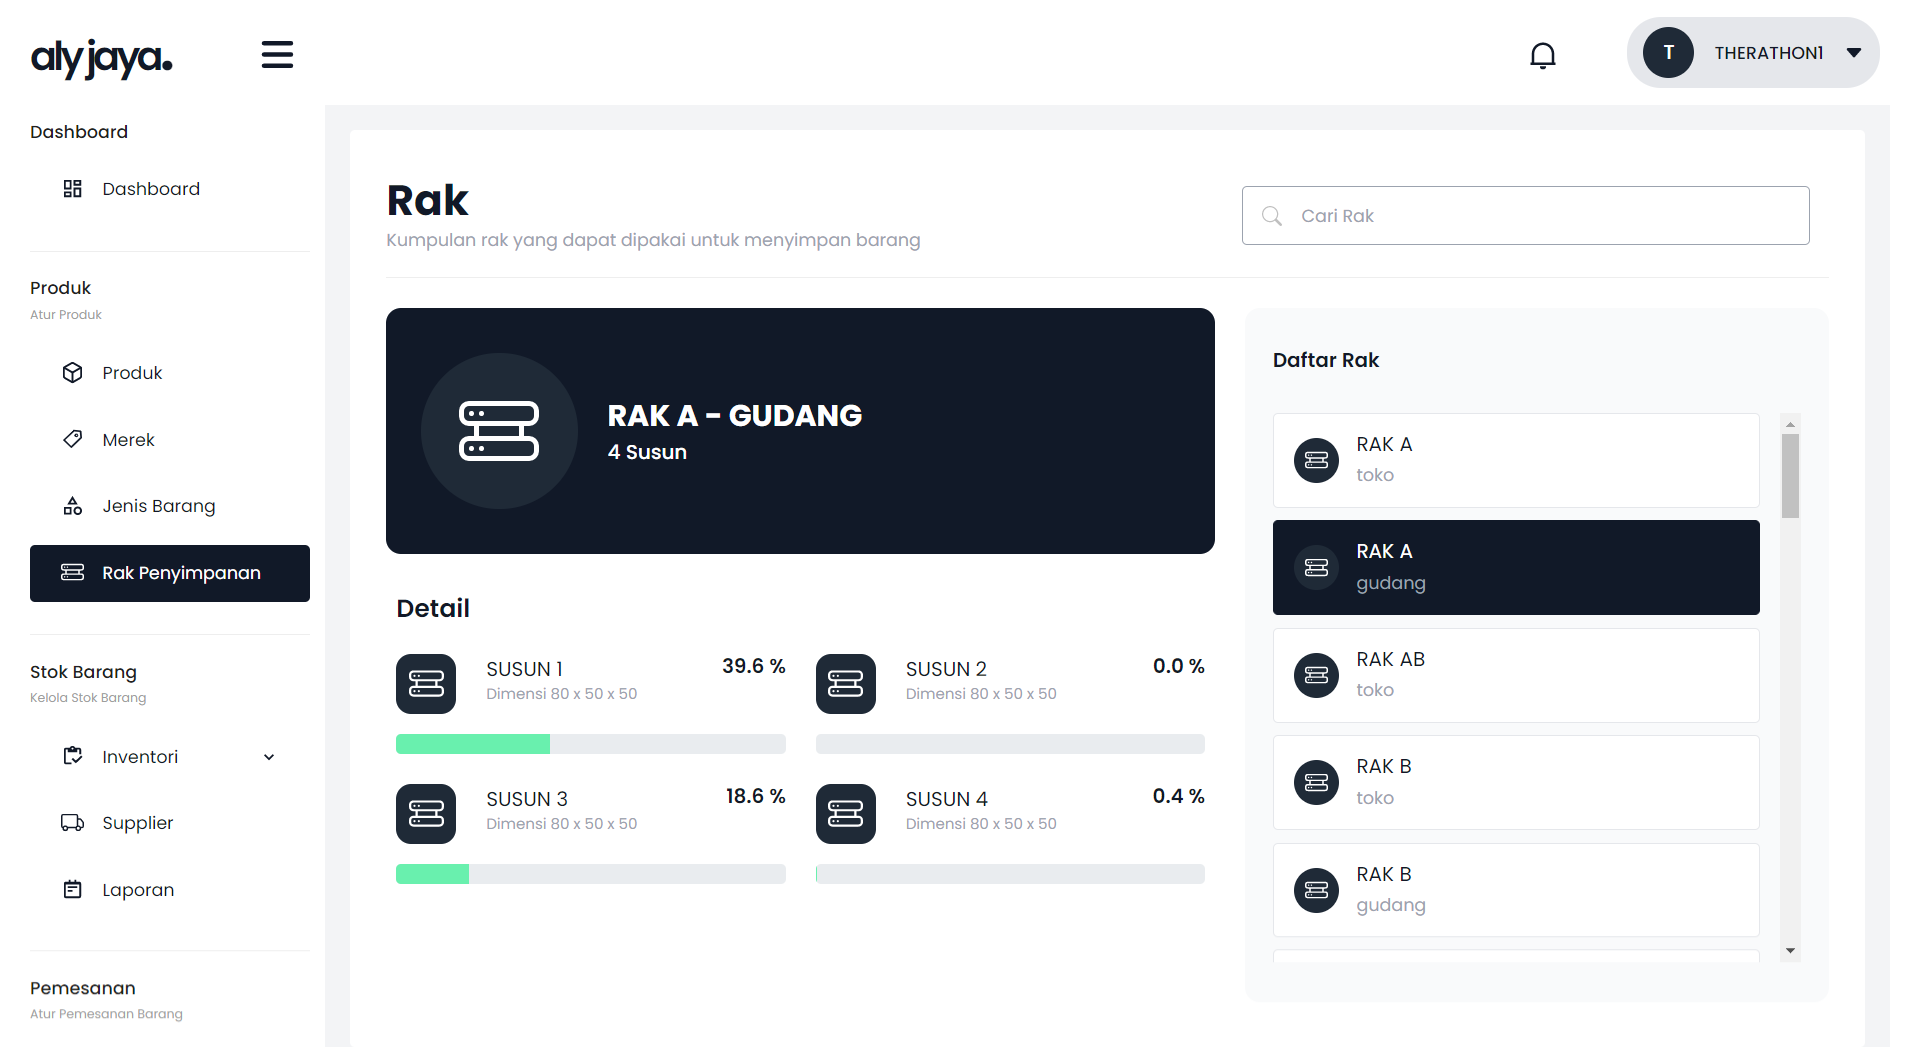 aly jaya.
T
THERATHON1
Dashboard
Dashboard
Produk
Atur Produk
Produk
Merek
Jenis Barang
Rak Penyimpanan
Stok Barang
Kelola Stok Barang
Inventori
Supplier
Laporan
Pemesanan
Atur Pemesanan Barang
Rak
Kumpulan rak yang dapat dipakai untuk menyimpan barang
Cari Rak
RAK A - GUDANG
4 Susun
Detail
SUSUN 1
39.6 %
Dimensi 80 x 50 x 50
SUSUN 2
0.0 %
Dimensi 80 x 50 x 50
SUSUN 3
18.6 %
Dimensi 80 x 50 x 50
SUSUN 4
0.4 %
Dimensi 80 x 50 x 50
Daftar Rak
RAK A
toko
RAK A
gudang
RAK AB
toko
RAK B
toko
RAK B
gudang